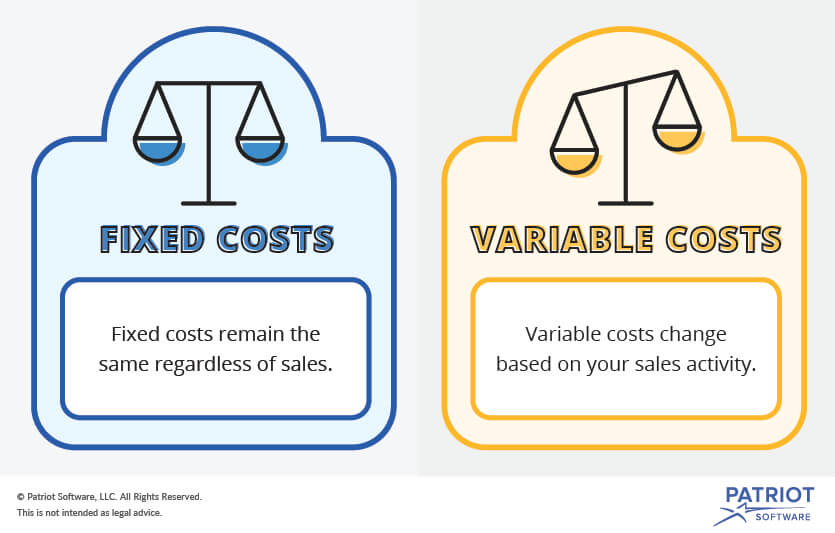 FIXED COSTS
Fixed costs remain the
same regardless of sales.
VARIABLE COSTS
Variable costs change
based on your sales activity.
© Patriot Software, LLC. All Rights Reserved.
This is not intended as legal advice.
PATRIOT
SOFTWARE